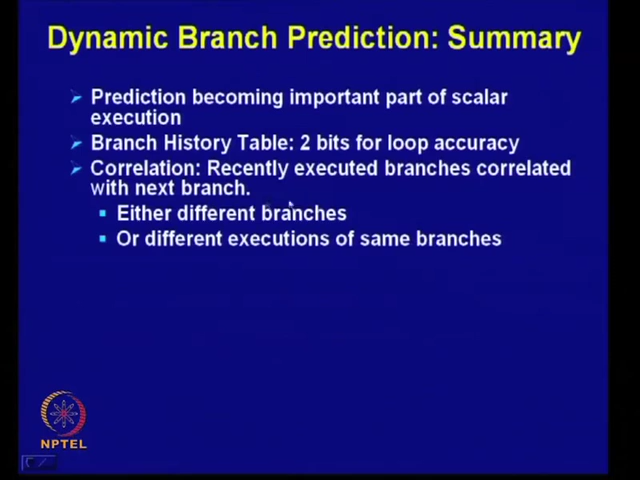 Dynamic Branch Prediction: Summary
Prediction becoming important part of scalar
execution
Branch History Table: 2 bits for loop accuracy
Correlation: Recently executed branches correlated
with next branch.
Either different branches
Or different executions of same branches
NPTEL